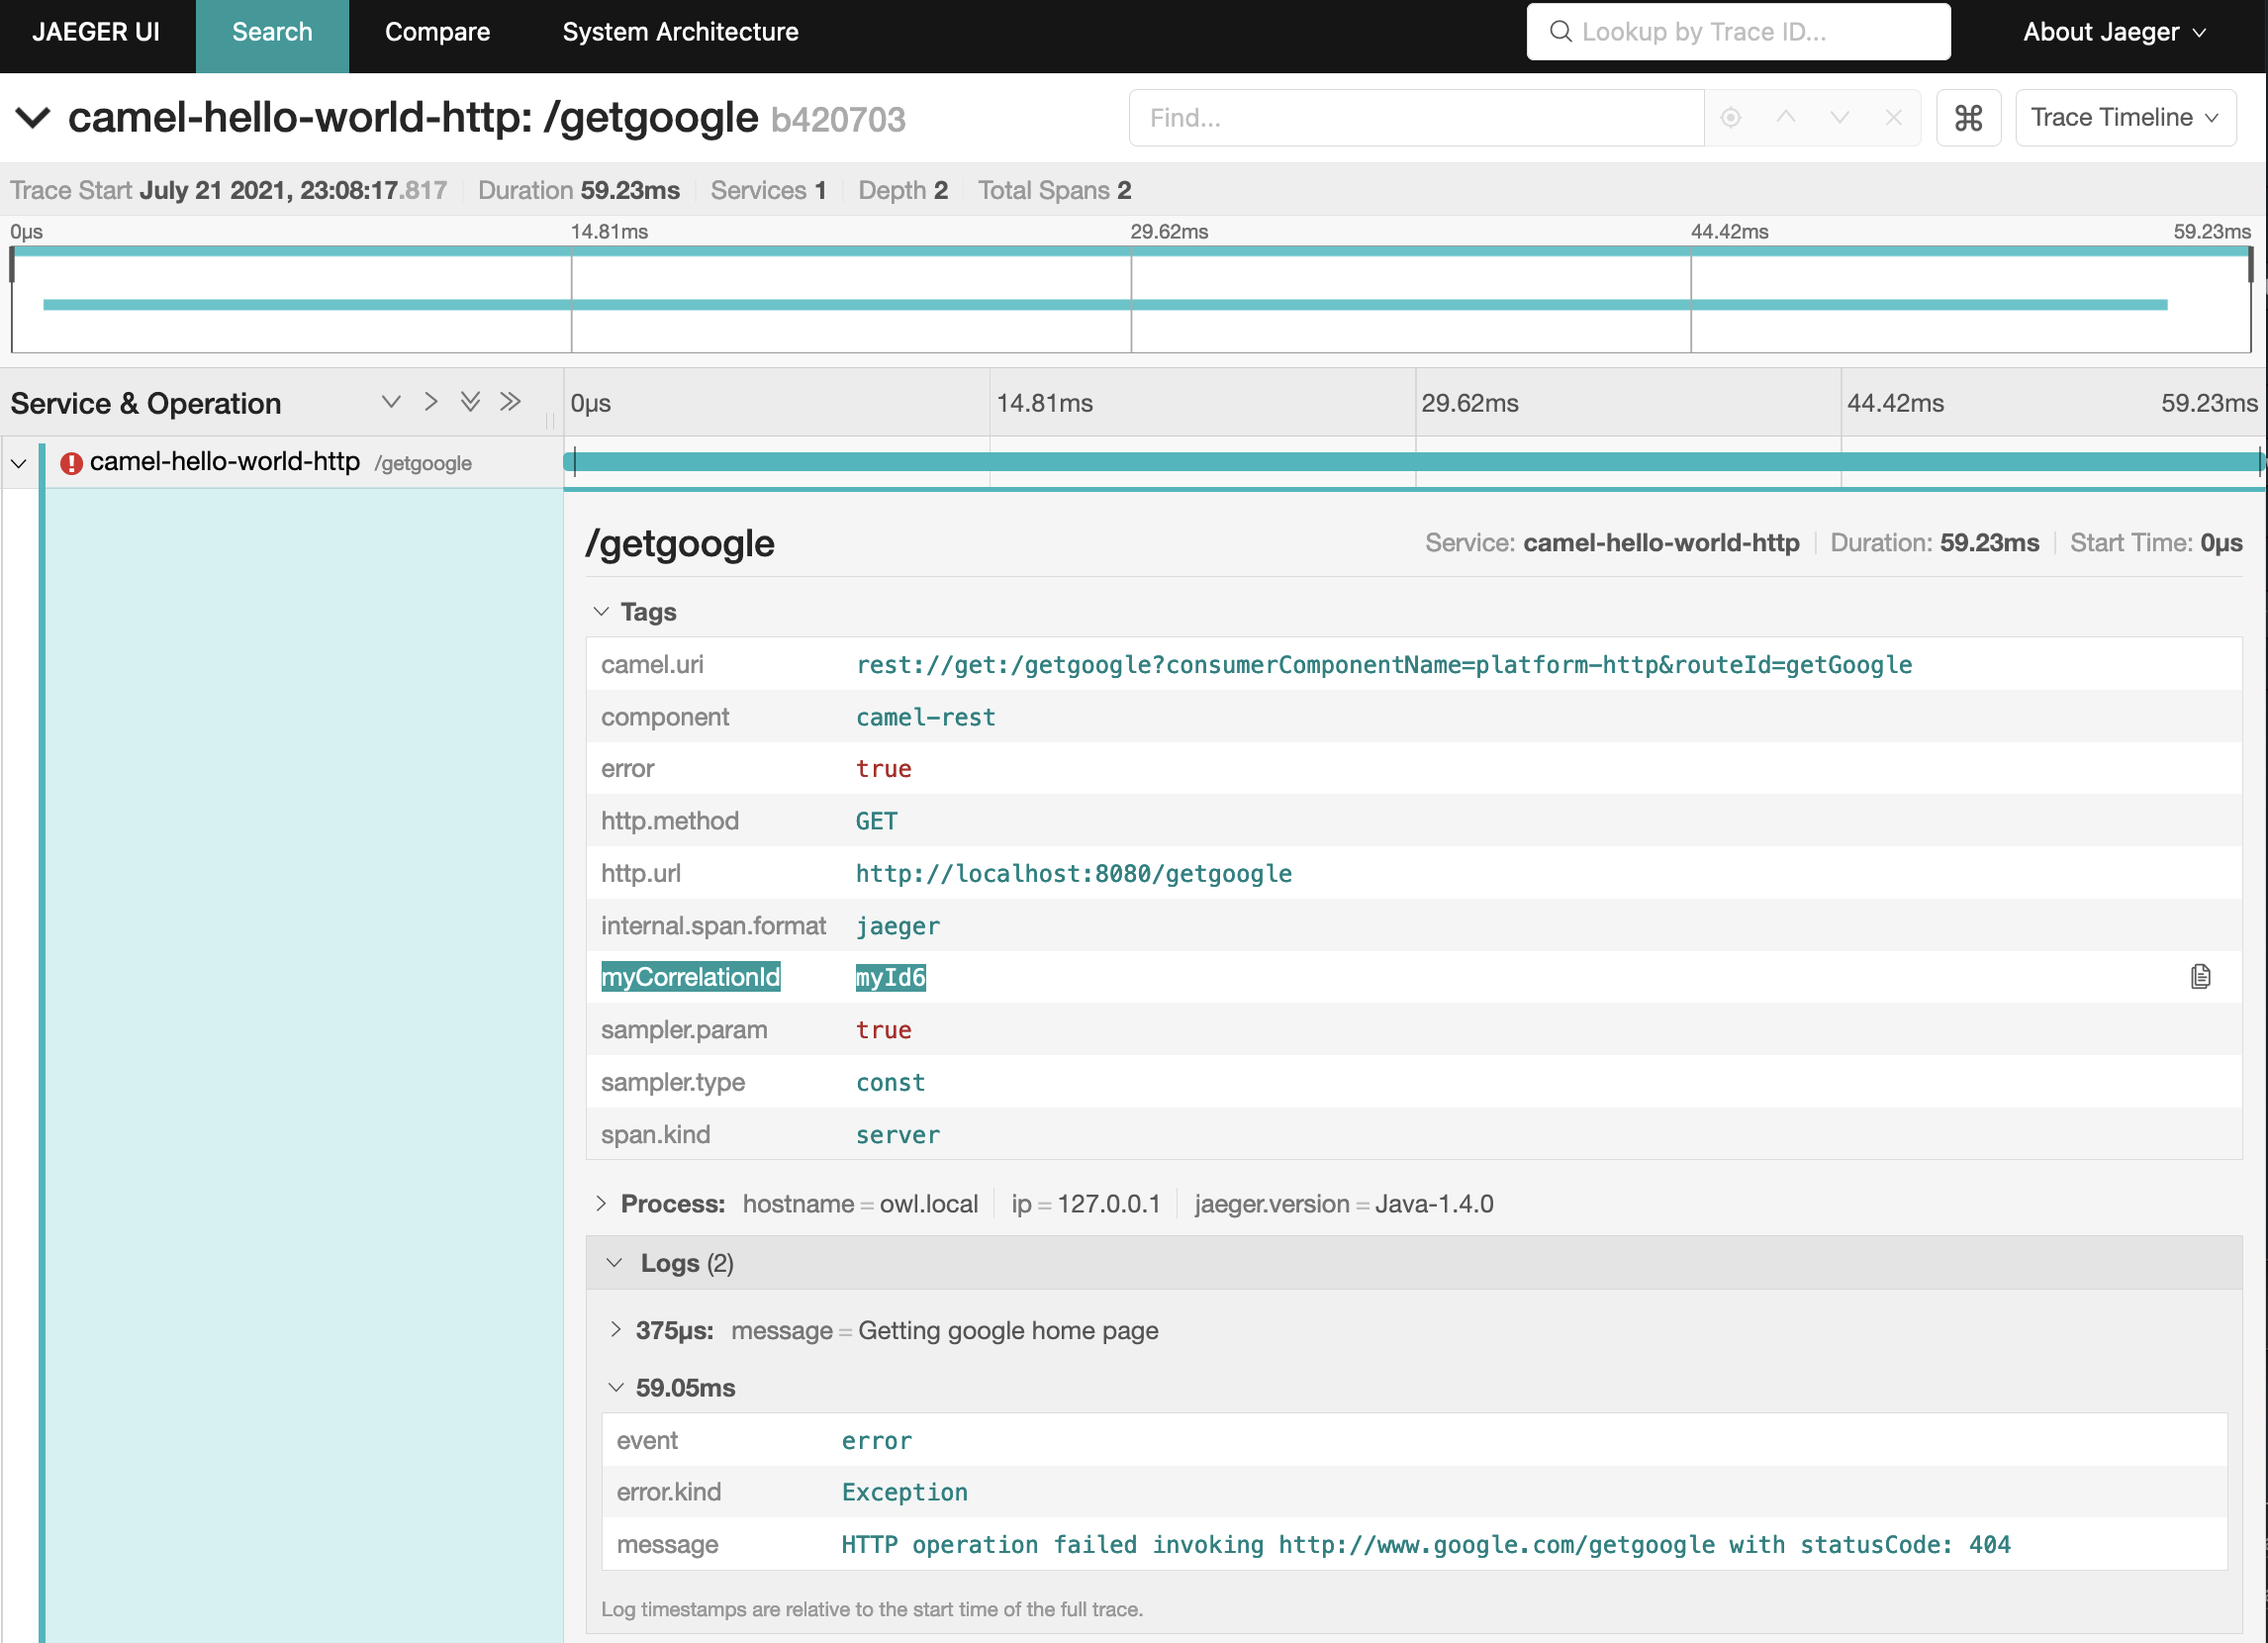 JAEGER UI Search Compare System Architecture Lookup by Trace ID... About Jaeger
camel-hello-world-http: /getgoogle b420703 Find... ⌘ Trace Timeline
Trace Start July 21 2021, 23:08:17.817 Duration 59.23ms Services 1 Depth 2 Total Spans 2
0μs 14.81ms 29.62ms 44.42ms 59.23ms
Service & Operation 0μs 14.81ms 29.62ms 44.42ms 59.23ms
camel-hello-world-http /getgoogle
/getgoogle Service: camel-hello-world-http Duration: 59.23ms Start Time: 0μs
Tags
camel.uri rest://get:/getgoogle?consumerComponentName=platform-http&routeId=getGoogle
component camel-rest
error true
http.method GET
http.url http://localhost:8080/getgoogle
internal.span.format jaeger
myCorrelationId myId6
sampler.param true
sampler.type const
span.kind server
Process: hostname = owl.local ip = 127.0.0.1 jaeger.version = Java-1.4.0
Logs (2)
375μs: message = Getting google home page
59.05ms
event error
error.kind Exception
message HTTP operation failed invoking http://www.google.com/getgoogle with statusCode: 404
Log timestamps are relative to the start time of the full trace.